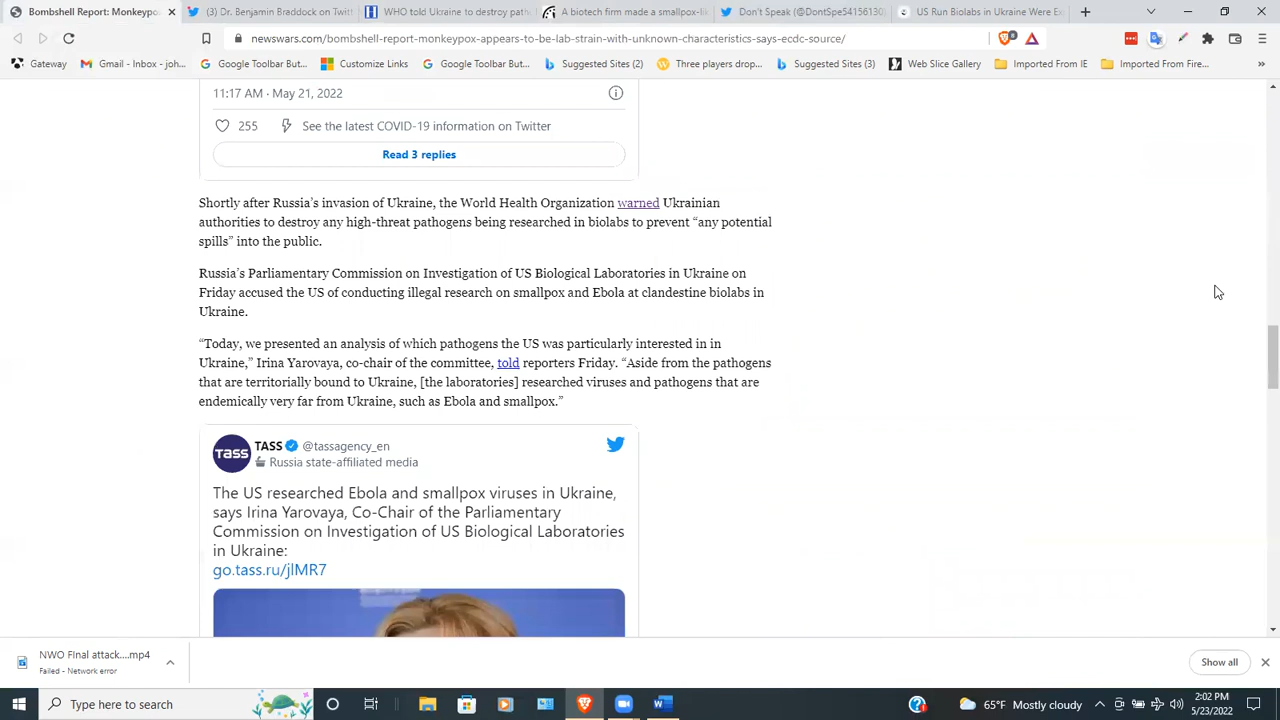 Bombshell Report: Monkeypo
(3) Dr. Benjamin Braddock on Twitt
WHO told Ukraine to destroy patho
A biotech firm made a smallpox-lik
Don't Speak (@DontSpe54156130)
US Run Biolabs in Ukraine Were Ex
newswars.com/bombshell-report-monkeypox-appears-to-be-lab-strain-with-unknown-characteristics-says-ecdc-source/
Gateway
Gmail - Inbox - joh...
Google Toolbar But...
Customize Links
Google Toolbar But...
Suggested Sites (2)
Three players drop...
Suggested Sites (3)
Web Slice Gallery
Imported From IE
Imported From Fire...
11:17 AM · May 21, 2022
255
See the latest COVID-19 information on Twitter
Read 3 replies
Shortly after Russia’s invasion of Ukraine, the World Health Organization warned Ukrainian
authorities to destroy any high-threat pathogens being researched in biolabs to prevent “any potential
spills” into the public.
Russia’s Parliamentary Commission on Investigation of US Biological Laboratories in Ukraine on
Friday accused the US of conducting illegal research on smallpox and Ebola at clandestine biolabs in
Ukraine.
“Today, we presented an analysis of which pathogens the US was particularly interested in in
Ukraine,” Irina Yarovaya, co-chair of the committee, told reporters Friday. “Aside from the pathogens
that are territorially bound to Ukraine, [the laboratories] researched viruses and pathogens that are
endemically very far from Ukraine, such as Ebola and smallpox.”
TASS
TASS @tassagency_en
Russia state-affiliated media
The US researched Ebola and smallpox viruses in Ukraine,
says Irina Yarovaya, Co-Chair of the Parliamentary
Commission on Investigation of US Biological Laboratories
in Ukraine:
go.tass.ru/jlMR7
NWO FInal attack....mp4
Failed - Network error
Show all
Type here to search
65°F Mostly cloudy
2:02 PM
5/23/2022